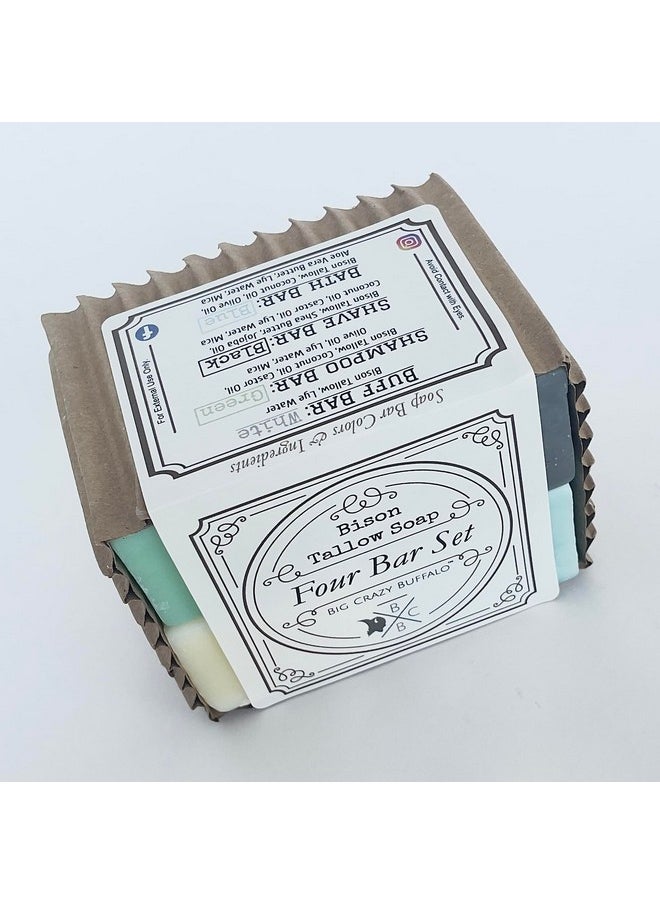 Bison
Tallow Soap
Four Bar Set
BIG CRAZY BUFFALO™
B
B C
Soap Bar Colors & Ingredients
BUFF BAR: White
Bison Tallow, Lye Water
SHAMPOO BAR: Green
Bison Tallow, Coconut Oil, Castor Oil,
Olive Oil, Lye Water, Mica
SHAVE BAR: Black
Bison Tallow, Shea Butter, Jojoba Oil,
Coconut Oil, Castor Oil, Lye Water, Mica
BATH BAR: Blue
Bison Tallow, Coconut Oil, Olive Oil,
Aloe Vera Butter, Lye Water, Mica
For External Use Only.
Avoid Contact with Eyes